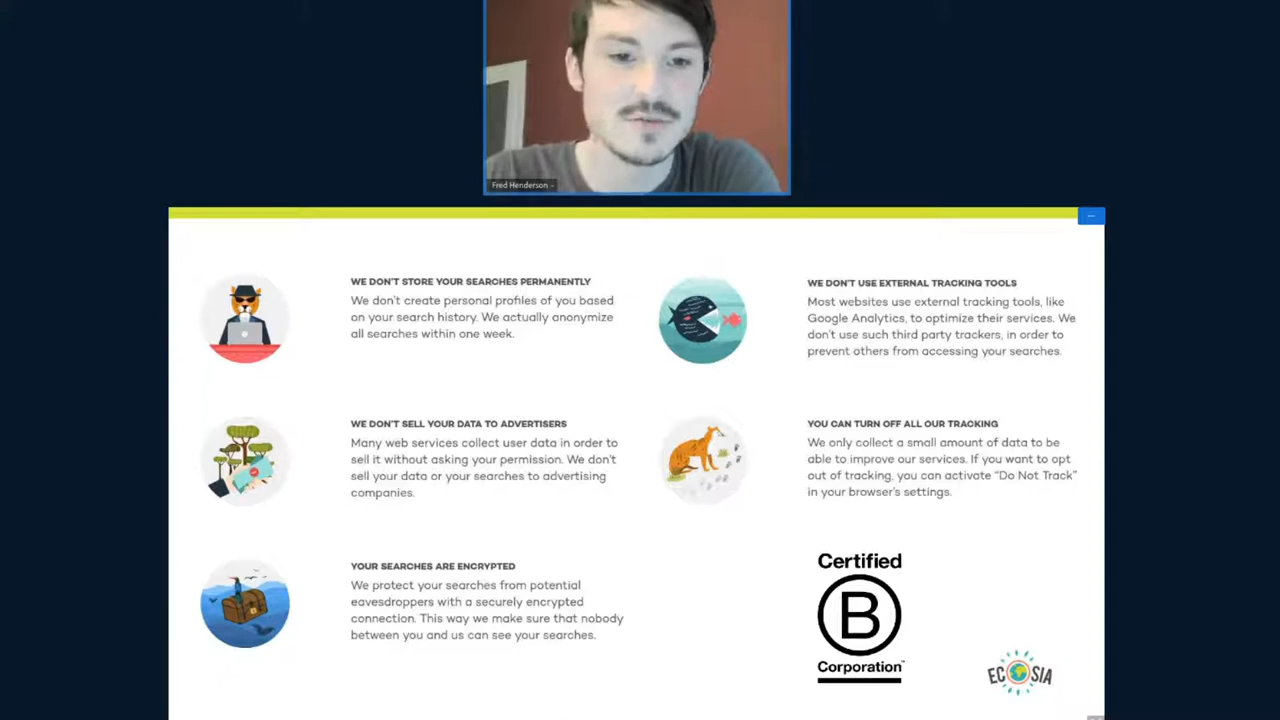 Fred Henderson
WE DON'T STORE YOUR SEARCHES PERMANENTLY
We don't create personal profiles of you based
on your search history. We actually anonymize
all searches within one week.
WE DON'T USE EXTERNAL TRACKING TOOLS
Most websites use external tracking tools, like
Google Analytics, to optimize their services. We
don't use such third party trackers, in order to
prevent others from accessing your searches.
WE DON'T SELL YOUR DATA TO ADVERTISERS
Many web services collect user data in order to
sell it without asking your permission. We don't
sell your data or your searches to advertising
companies.
YOU CAN TURN OFF ALL OUR TRACKING
We only collect a small amount of data to be
able to improve our services. If you want to opt
out of tracking, you can activate "Do Not Track"
in your browser's settings.
YOUR SEARCHES ARE ENCRYPTED
We protect your searches from potential
eavesdroppers with a securely encrypted
connection. This way we make sure that nobody
between you and us can see your searches.
Certified
B
Corporation™
ECOSIA